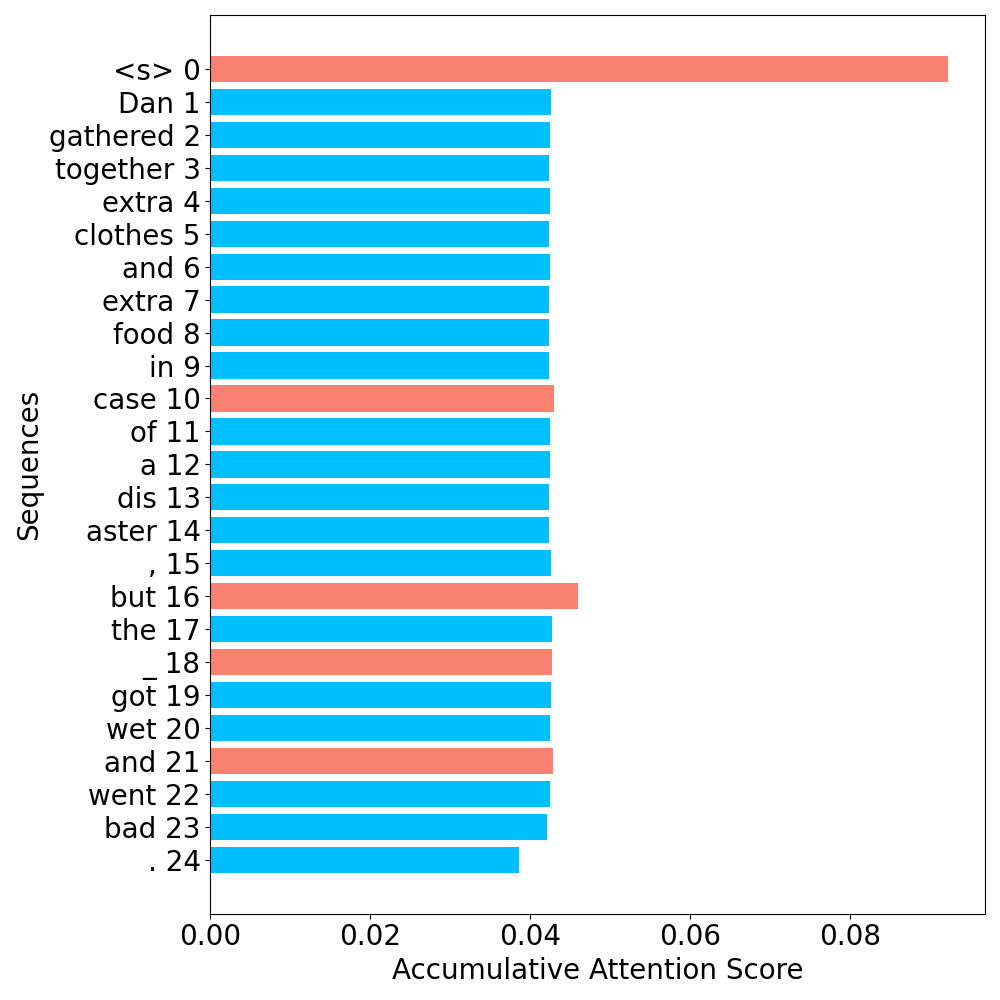 <s> 0
Dan 1
gathered 2
together 3
extra 4
clothes 5
and 6
extra 7
food 8
in 9
case 10
of 11
a 12
dis 13
aster 14
, 15
but 16
the 17
_ 18
got 19
wet 20
and 21
went 22
bad 23
. 24
Sequences
0.00 0.02 0.04 0.06 0.08
Accumulative Attention Score